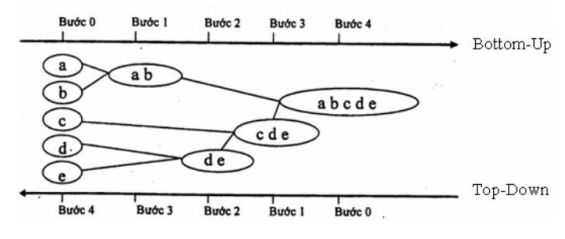 Bước 0 Bước 1 Bước 2 Bước 3 Bước 4
Bottom-Up
a
a b
b
a b c d e
c
c d e
d
d e
e
Top-Down
Bước 4 Bước 3 Bước 2 Bước 1 Bước 0